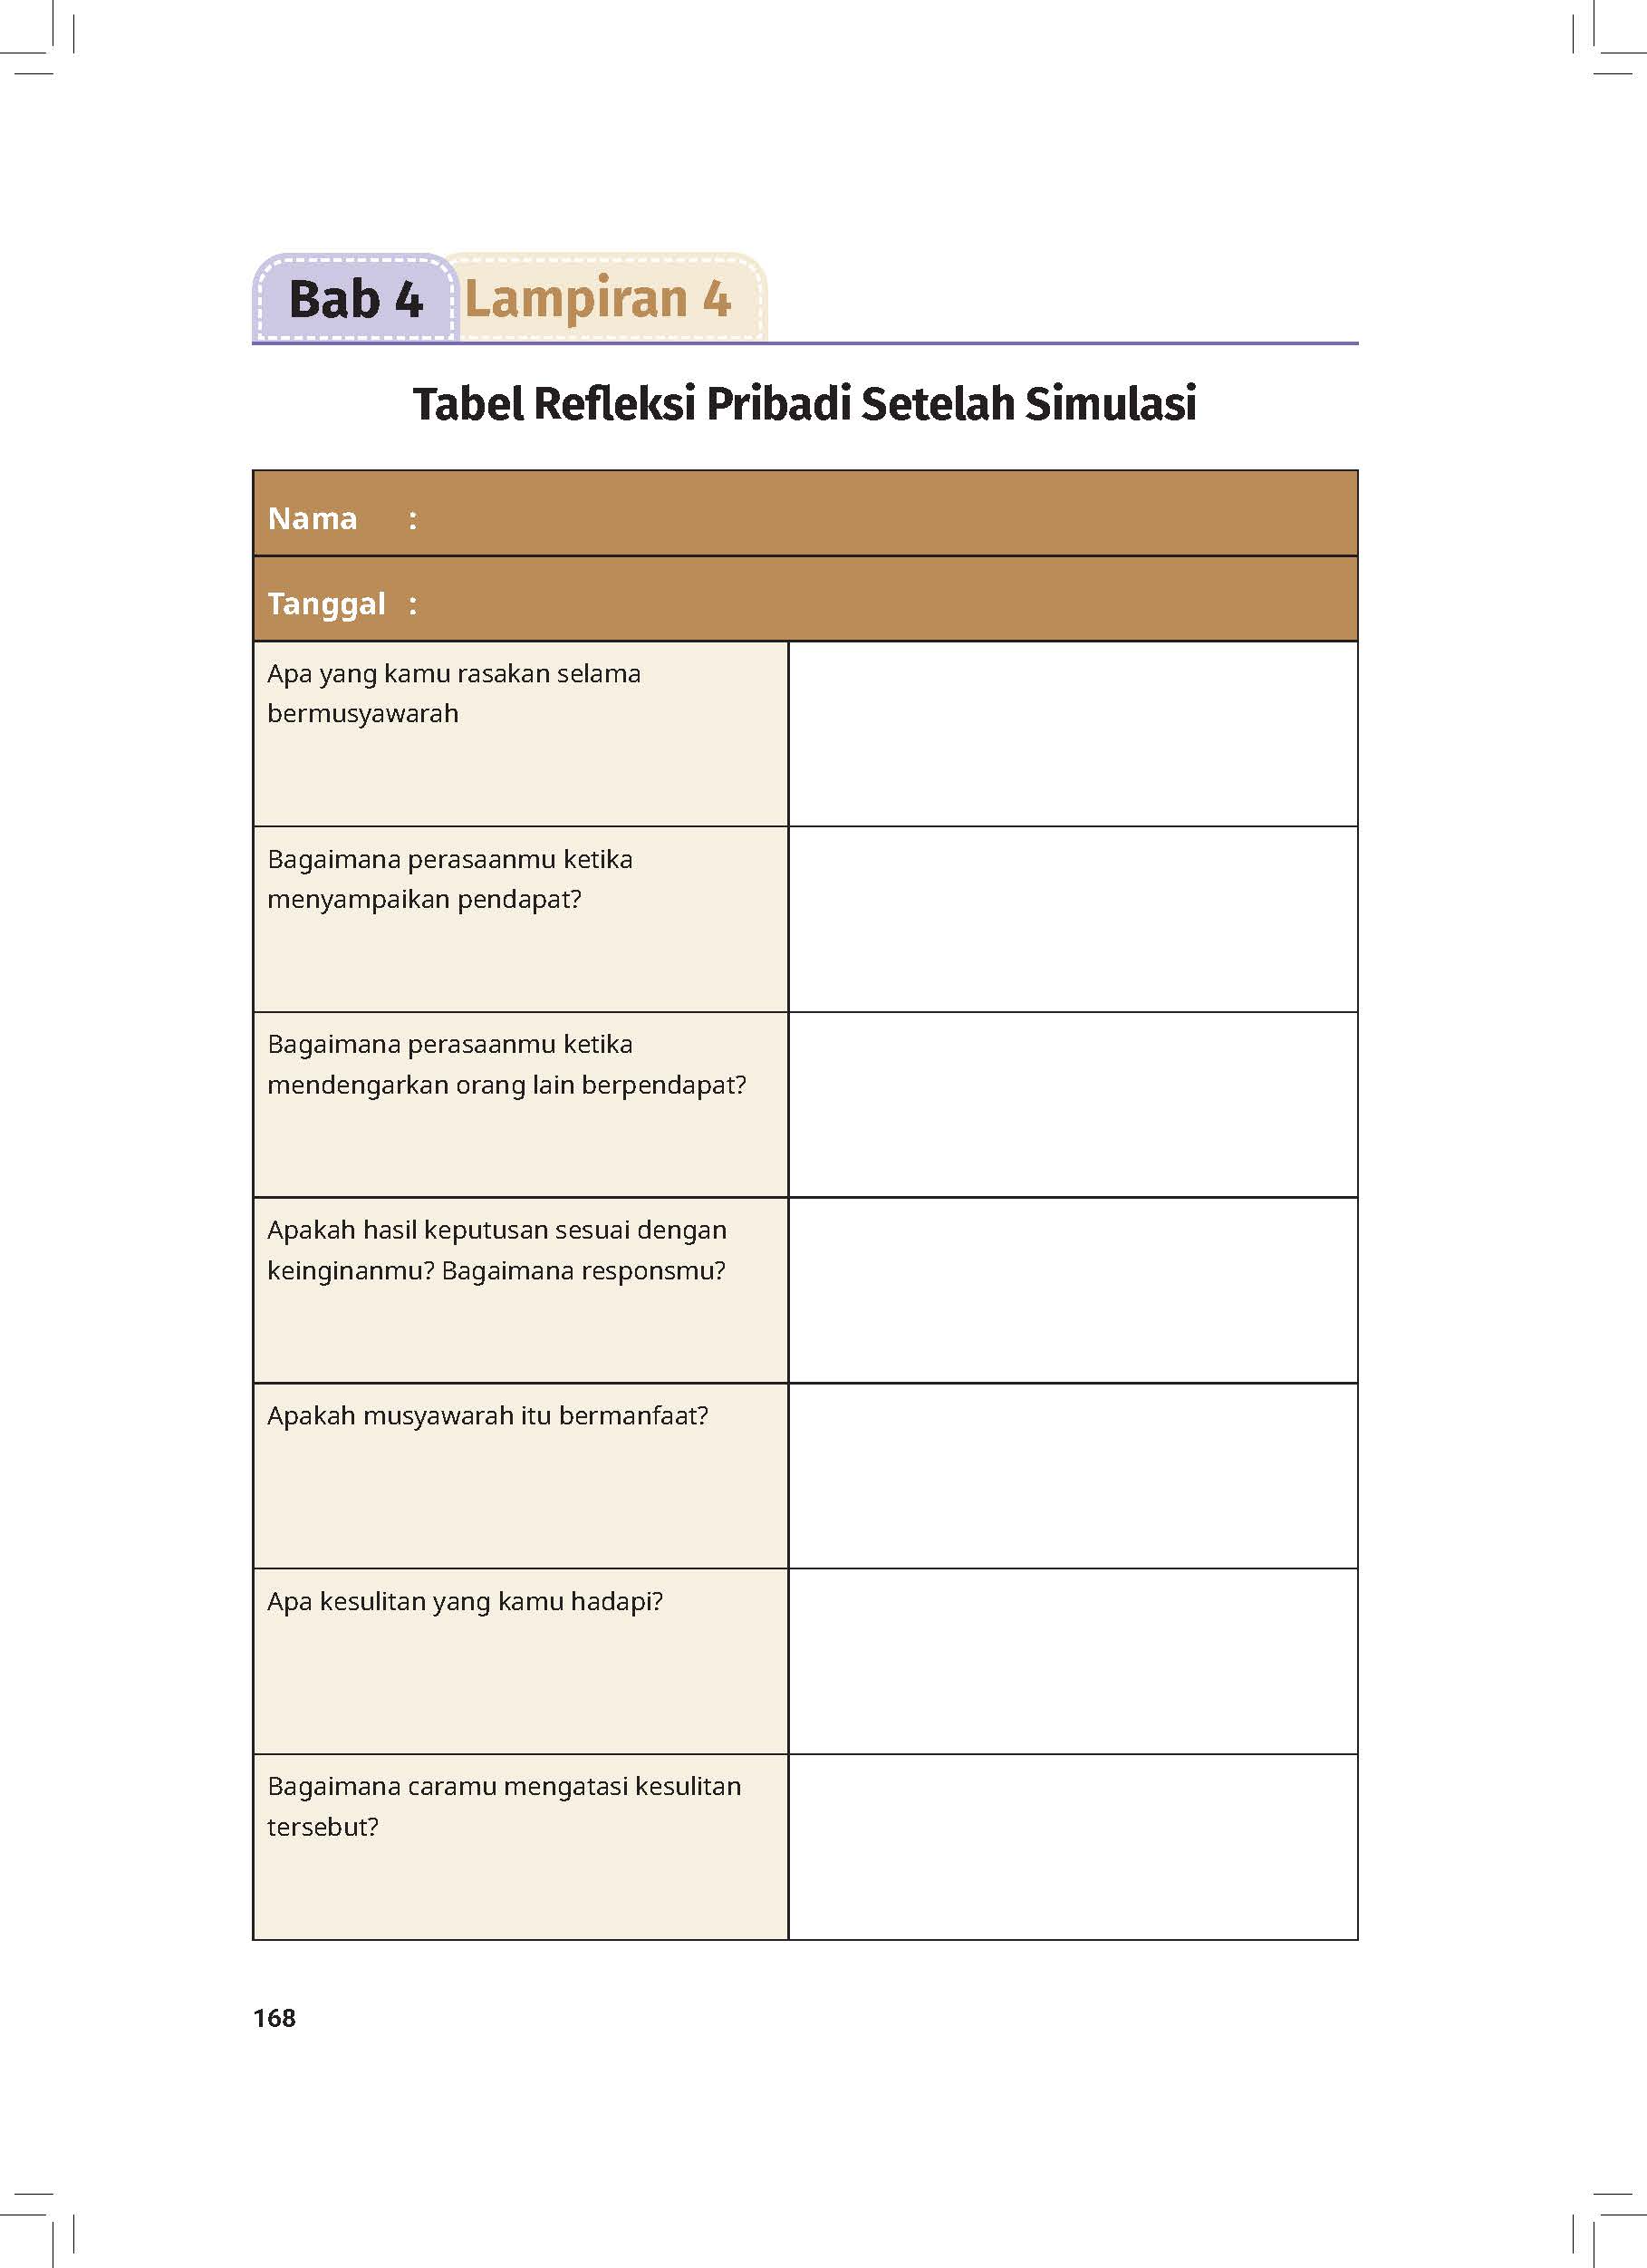 Bab 4 Lampiran 4
Tabel Refleksi Pribadi Setelah Simulasi
Nama :
Tanggal :
Apa yang kamu rasakan selama
bermusyawarah
Bagaimana perasaanmu ketika
menyampaikan pendapat?
Bagaimana perasaanmu ketika
mendengarkan orang lain berpendapat?
Apakah hasil keputusan sesuai dengan
keinginanmu? Bagaimana responsmu?
Apakah musyawarah itu bermanfaat?
Apa kesulitan yang kamu hadapi?
Bagaimana caramu mengatasi kesulitan
tersebut?
168